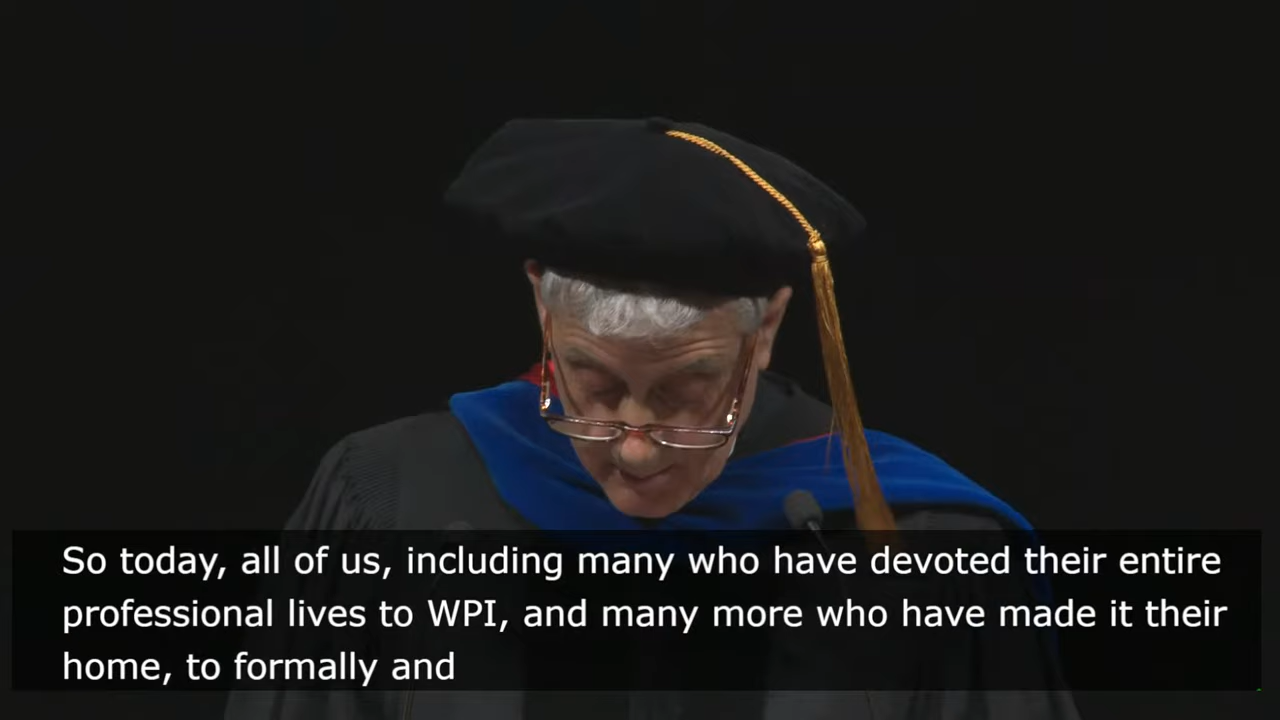 So today, all of us, including many who have devoted their entire
professional lives to WPI, and many more who have made it their
home, to formally and